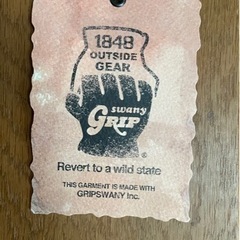 1848
OUTSIDE
GEAR
swany
GRIP
®
Revert to a wild state
THIS GARMENT IS MADE WITH
GRIPSWANY Inc.